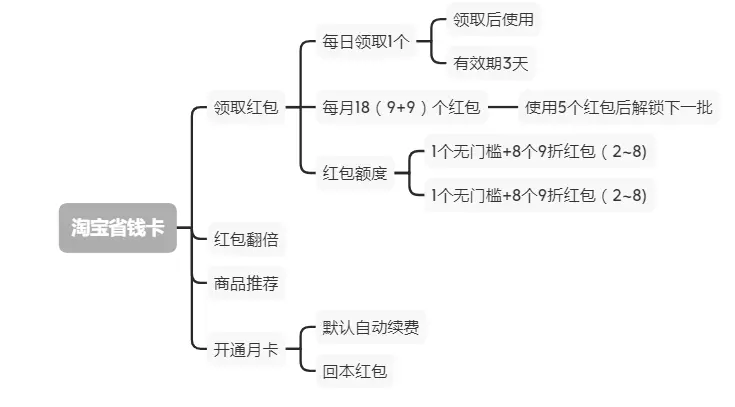 淘宝省钱卡
领取红包
每日领取1个
领取后使用
有效期3天
每月18（9+9）个红包
使用5个红包后解锁下一批
红包额度
1个无门槛+8个9折红包（2~8)
1个无门槛+8个9折红包（2~8)
红包翻倍
商品推荐
开通月卡
默认自动续费
回本红包